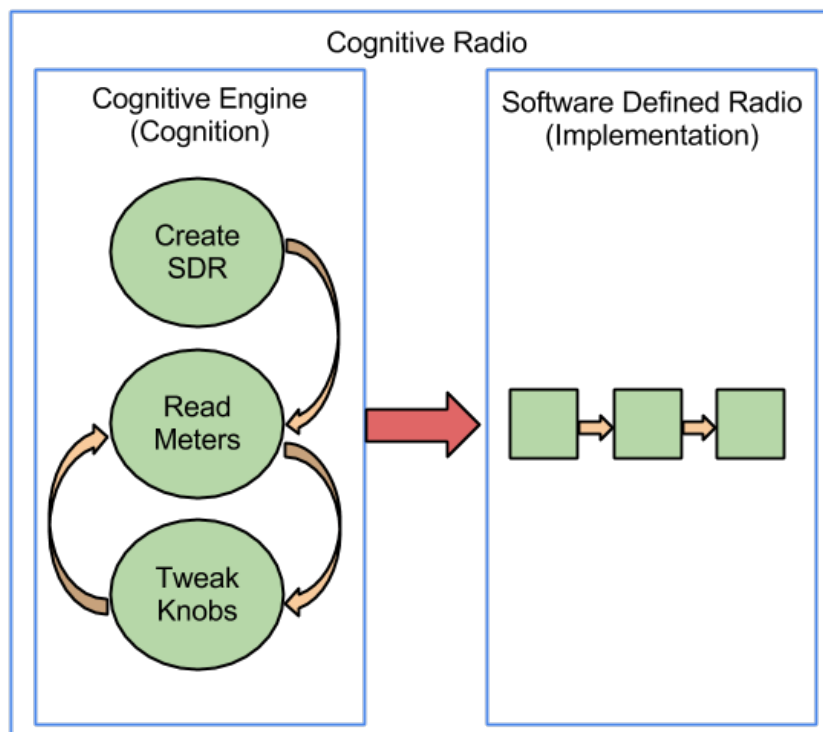 Cognitive Radio
Cognitive Engine
(Cognition)
Create
SDR
Read
Meters
Tweak
Knobs
Software Defined Radio
(Implementation)